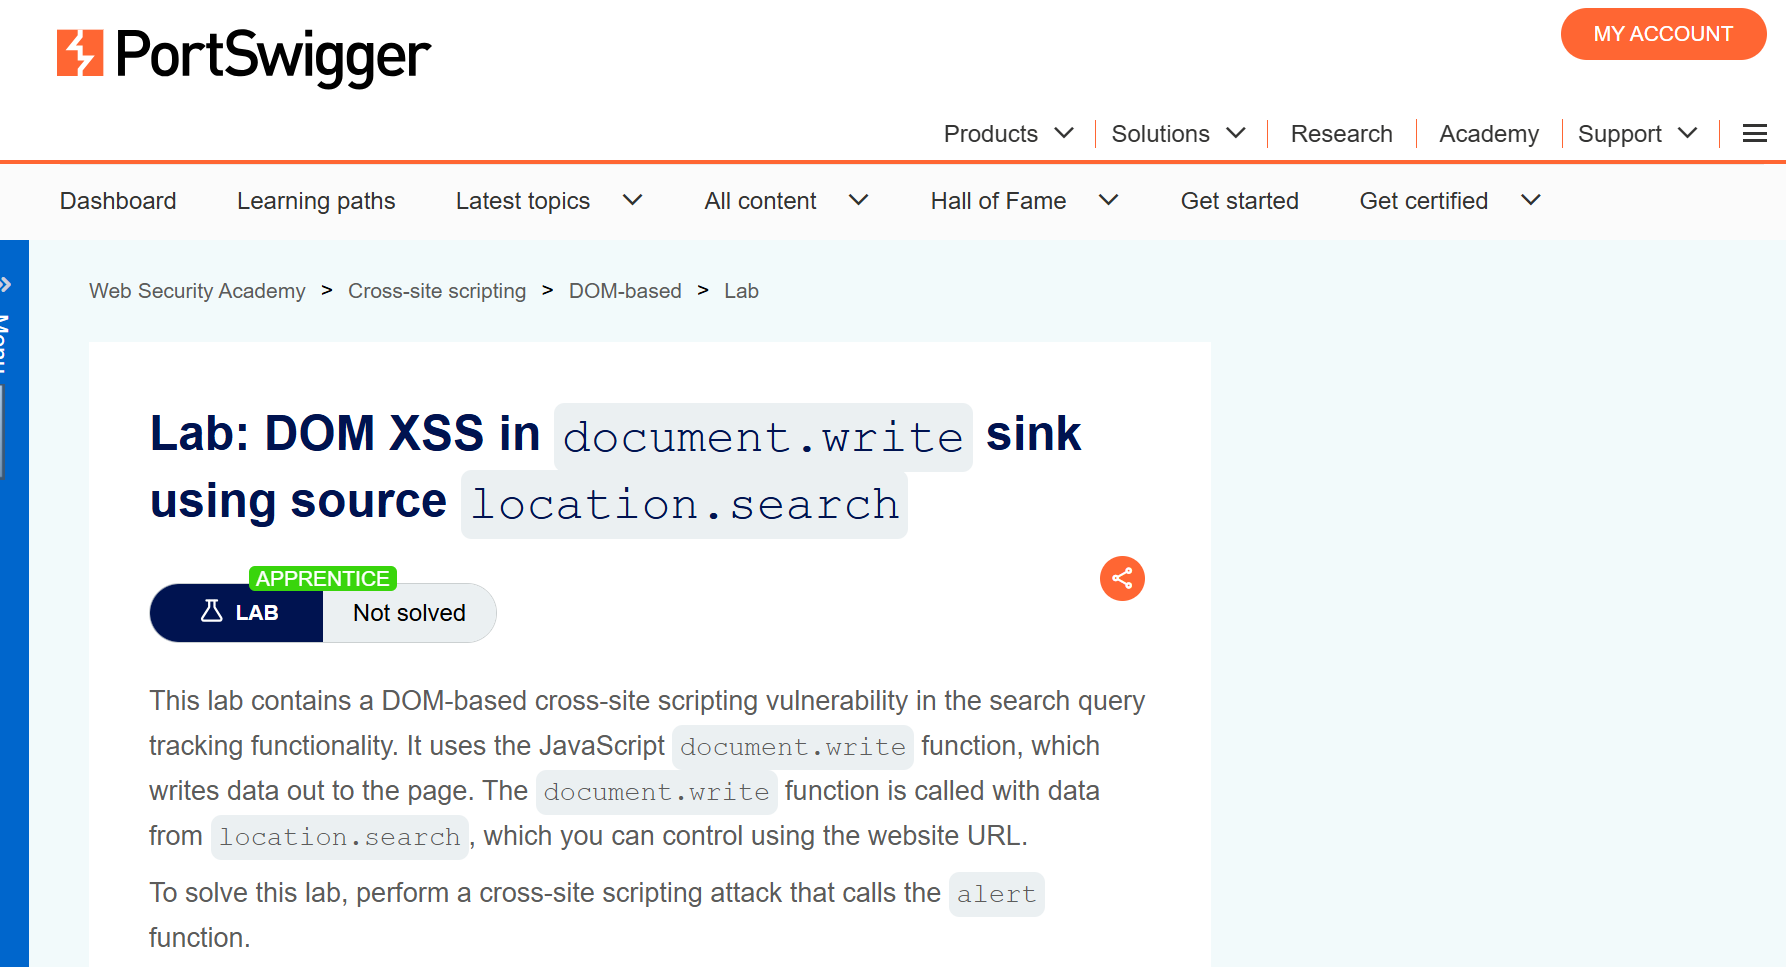 PortSwigger
MY ACCOUNT
Products
Solutions
Research
Academy
Support
Dashboard
Learning paths
Latest topics
All content
Hall of Fame
Get started
Get certified
Web Security Academy > Cross-site scripting > DOM-based > Lab
Lab: DOM XSS in document.write sink
using source location.search
APPRENTICE
LAB
Not solved
This lab contains a DOM-based cross-site scripting vulnerability in the search query
tracking functionality. It uses the JavaScript document.write function, which
writes data out to the page. The document.write function is called with data
from location.search, which you can control using the website URL.
To solve this lab, perform a cross-site scripting attack that calls the alert
function.